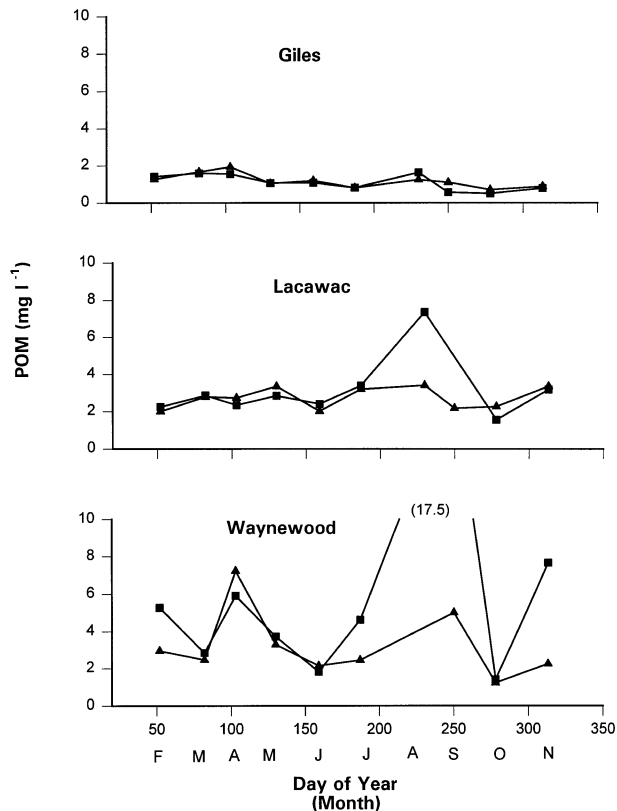 10
8
6
4
2
0
Giles
10
8
6
4
2
0
Lacawac
POM (mg l⁻¹)
10
8
6
4
2
0
Waynewood
(17.5)
50 100 150 200 250 300 350
F M A M J J A S O N
Day of Year
(Month)